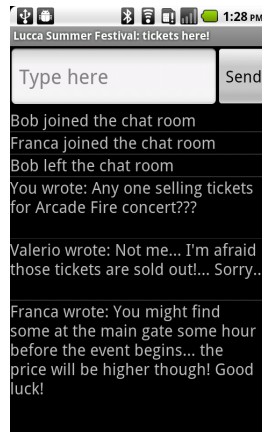 1:28 PM
Lucca Summer Festival: tickets here!
Type here
Send
Bob joined the chat room
Franca joined the chat room
Bob left the chat room
You wrote: Any one selling tickets
for Arcade Fire concert???
Valerio wrote: Not me... I'm afraid
those tickets are sold out!... Sorry..
Franca wrote: You might find
some at the main gate some hour
before the event begins... the
price will be higher though! Good
luck!